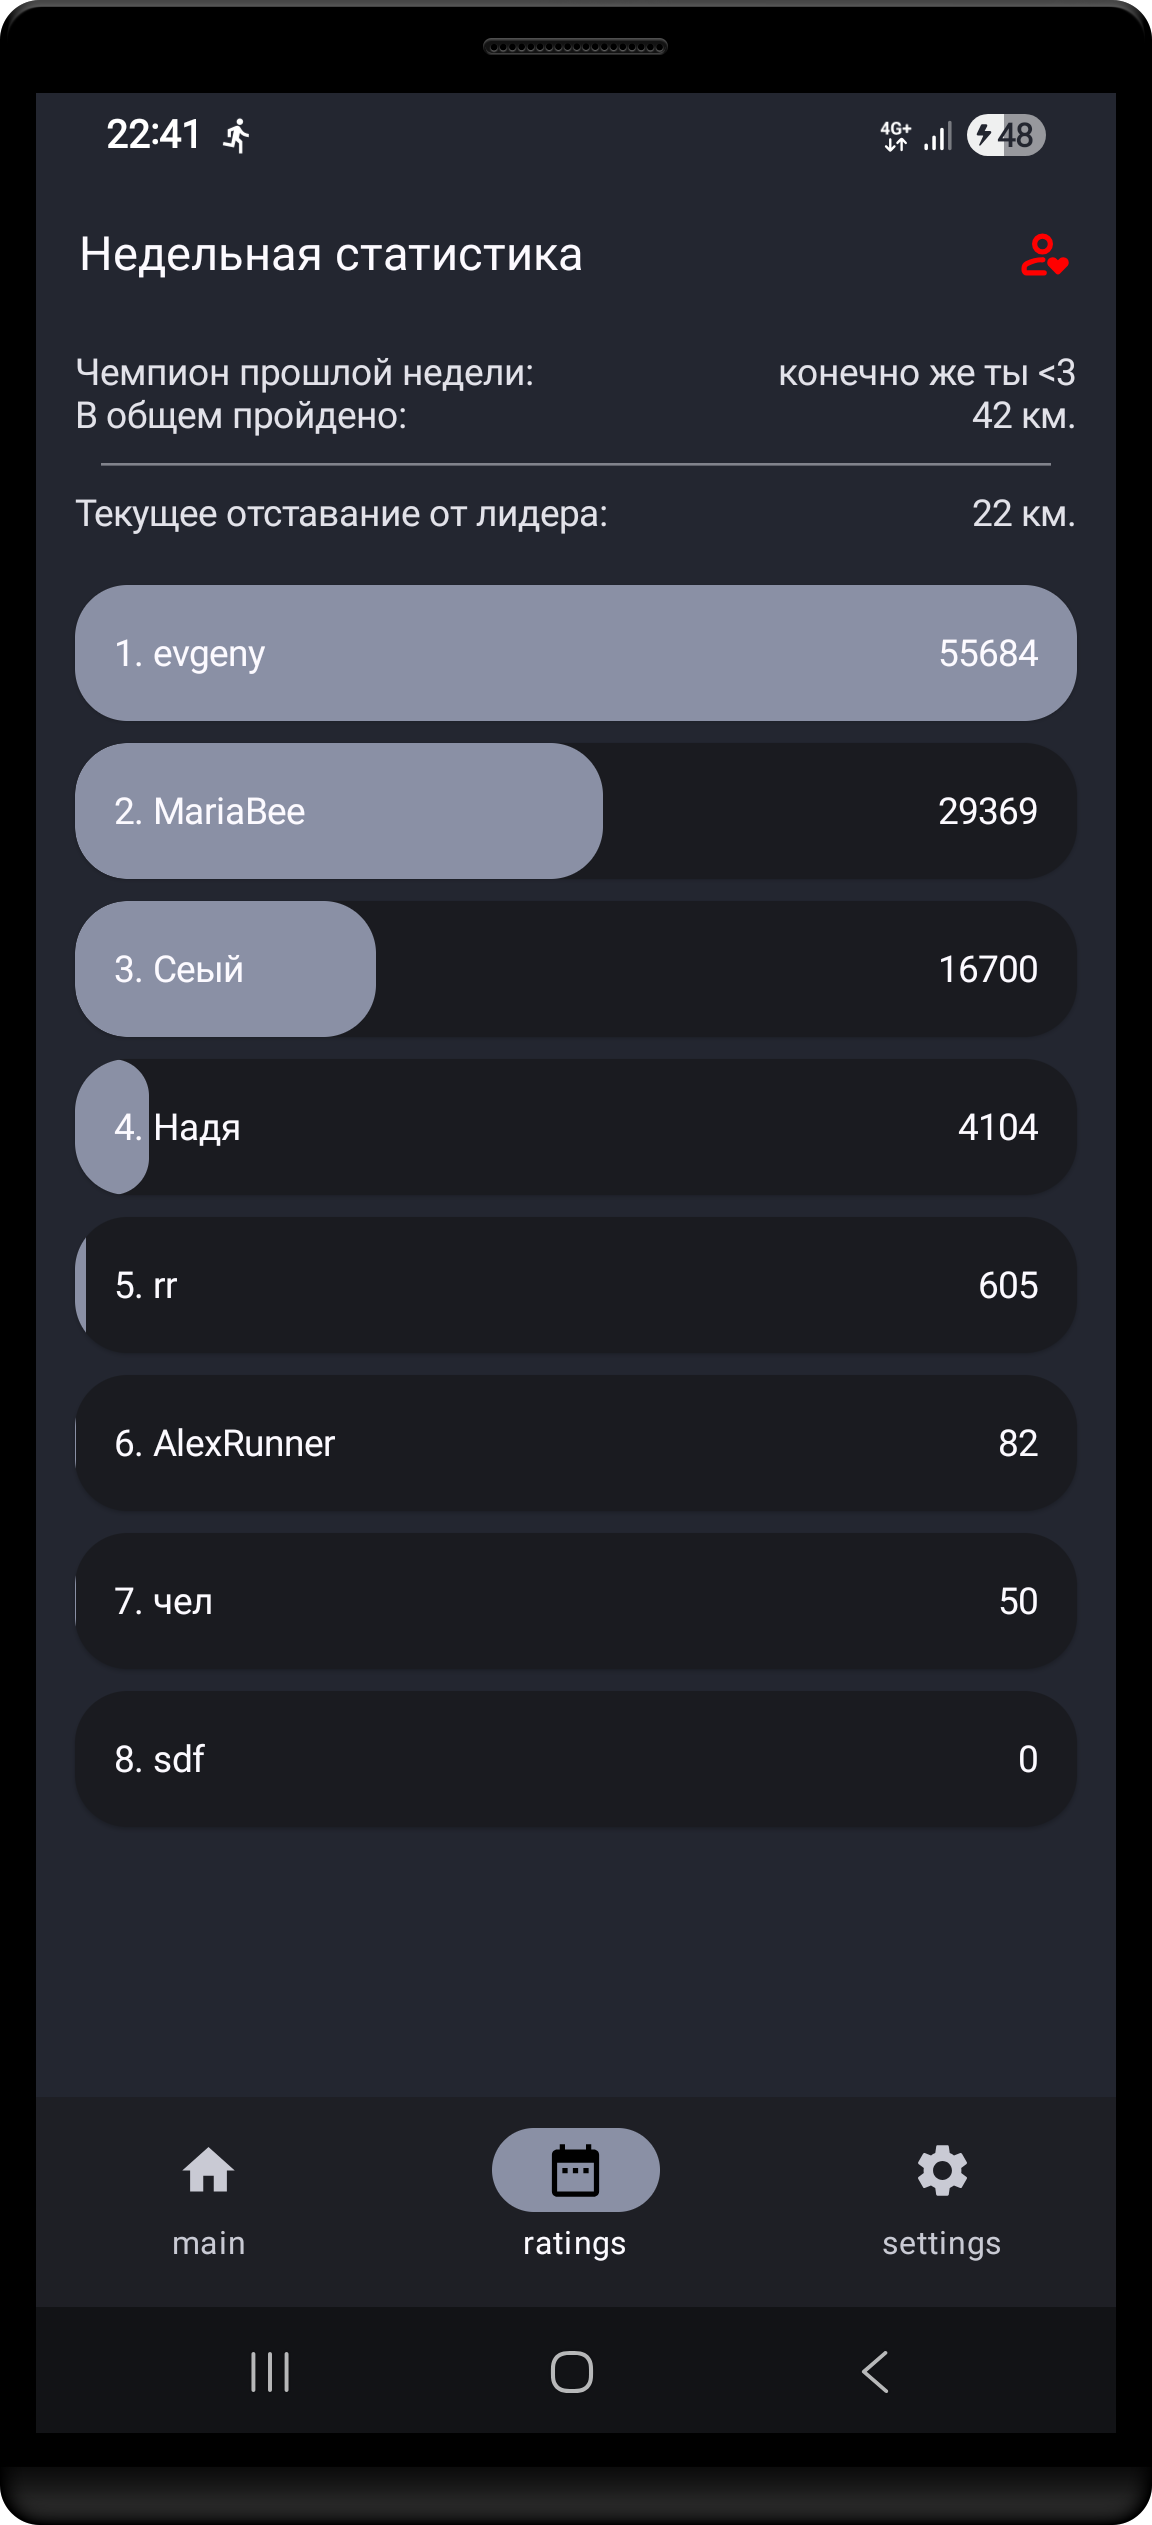 22:41 4G+ 48
Недельная статистика
Чемпион прошлой недели: конечно же ты <3
В общем пройдено: 42 км.
Текущее отставание от лидера: 22 км.
1. evgeny 55684
2. MariaBee 29369
3. Сеый 16700
4. Надя 4104
5. rr 605
6. AlexRunner 82
7. чел 50
8. sdf 0
main ratings settings